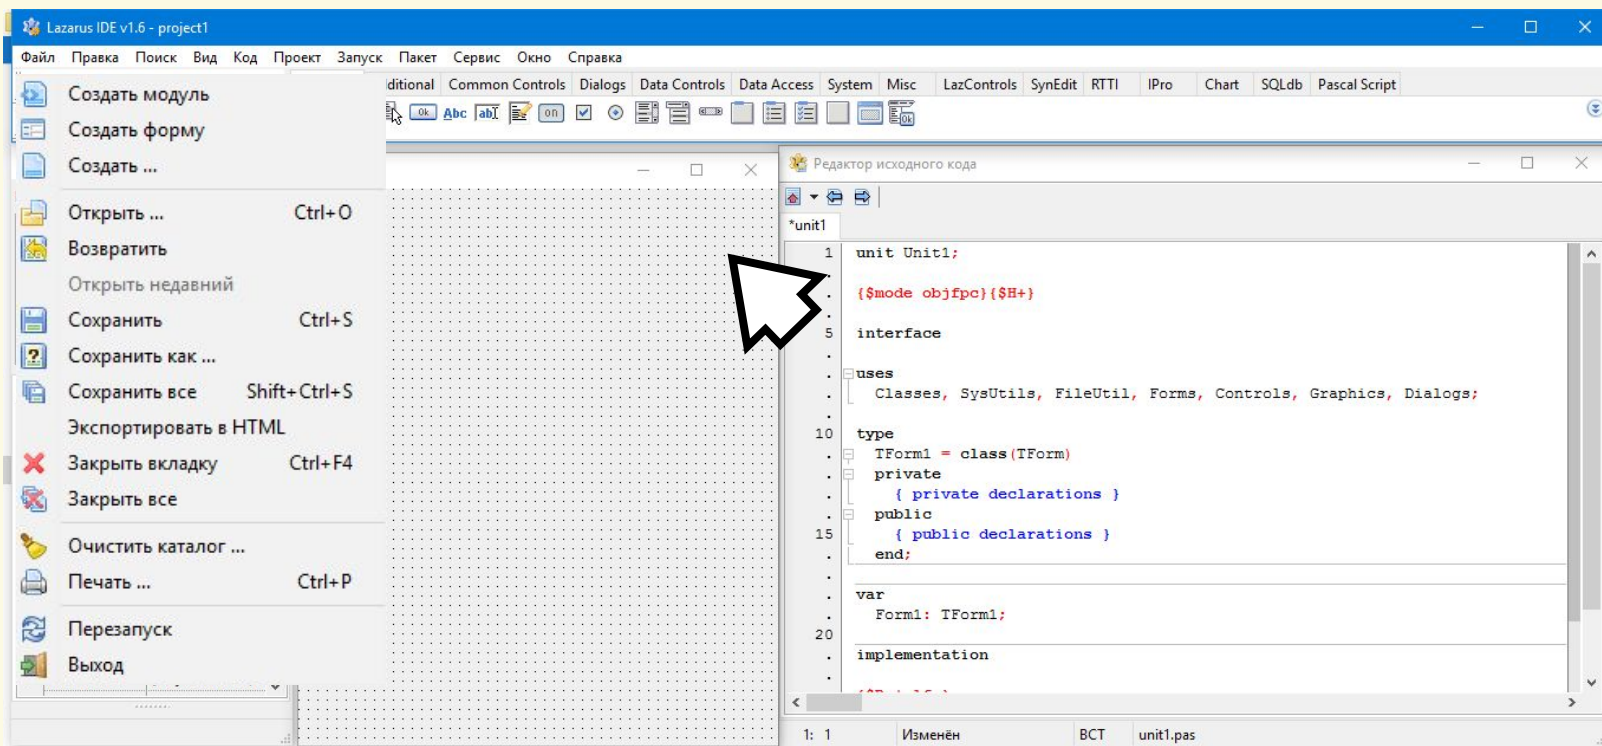 Lazarus IDE v1.6 - project1
Файл Правка Поиск Вид Код Проект Запуск Пакет Сервис Окно Справка
Common Controls Dialogs Data Controls Data Access System Misc LazControls SynEdit RTTI IPro Chart SQLdb Pascal Script
Ok Abc abI on
Создать модуль
Создать форму
Создать ...
Открыть ... Ctrl+O
Возвратить
Открыть недавний
Сохранить Ctrl+S
Сохранить как ...
Сохранить все Shift+Ctrl+S
Экспортировать в HTML
Закрыть вкладку Ctrl+F4
Закрыть все
Очистить каталог ...
Печать ... Ctrl+P
Перезапуск
Выход
Редактор исходного кода
*unit1
1 unit Unit1;
.
. {$mode objfpc}{$H+}
.
5 interface
.
. uses
. Classes, SysUtils, FileUtil, Forms, Controls, Graphics, Dialogs;
.
10 type
. TForm1 = class(TForm)
. private
. { private declarations }
. public
15 { public declarations }
. end;
.
. var
. Form1: TForm1;
20
. implementation
.
1: 1 Изменён ВСТ unit1.pas